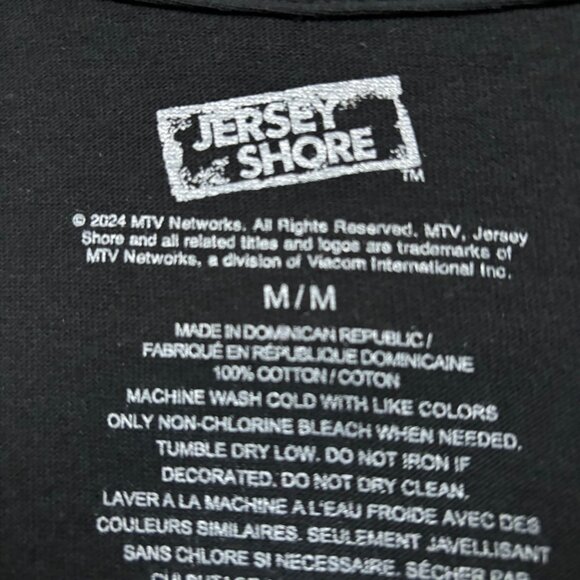 JERSEY
SHORE
TM
© 2024 MTV Networks. All Rights Reserved. MTV, Jersey
Shore and all related titles and logos are trademarks of
MTV Networks, a division of Viacom International Inc.
M/M
MADE IN DOMINICAN REPUBLIC /
FABRIQUÉ EN RÉPUBLIQUE DOMINICAINE
100% COTTON / COTON
MACHINE WASH COLD WITH LIKE COLORS
ONLY NON-CHLORINE BLEACH WHEN NEEDED.
TUMBLE DRY LOW. DO NOT IRON IF
DECORATED. DO NOT DRY CLEAN.
LAVER A LA MACHINE A L'EAU FROIDE AVEC DES
COULEURS SIMILAIRES. SEULEMENT JAVELLISANT
SANS CHLORE SI NECESSAIRE. SÉCHER PAR